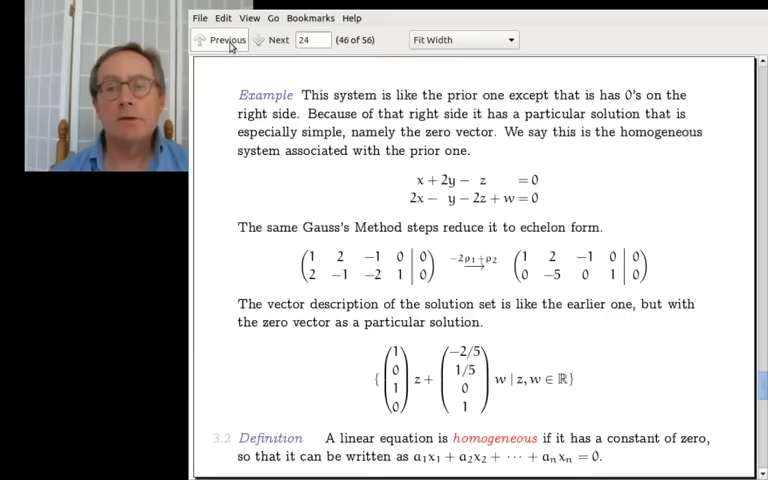 File Edit View Go Bookmarks Help
Previous Next 24 (46 of 56) Fit Width
Example This system is like the prior one except that is has 0's on the
right side. Because of that right side it has a particular solution that is
especially simple, namely the zero vector. We say this is the homogeneous
system associated with the prior one.
x + 2y − z = 0
2x − y − 2z + w = 0
The same Gauss's Method steps reduce it to echelon form.
(1 2 −1 0 | 0) −2ρ1+ρ2 (1 2 −1 0 | 0)
(2 −1 −2 1 | 0) ⟶ (0 −5 0 1 | 0)
The vector description of the solution set is like the earlier one, but with
the zero vector as a particular solution.
{ (1 0 1 0) z + (−2/5 1/5 0 1) w | z, w ∈ ℝ}
3.2 Definition A linear equation is homogeneous if it has a constant of zero,
so that it can be written as a₁x₁ + a₂x₂ + ··· + aₙxₙ = 0.